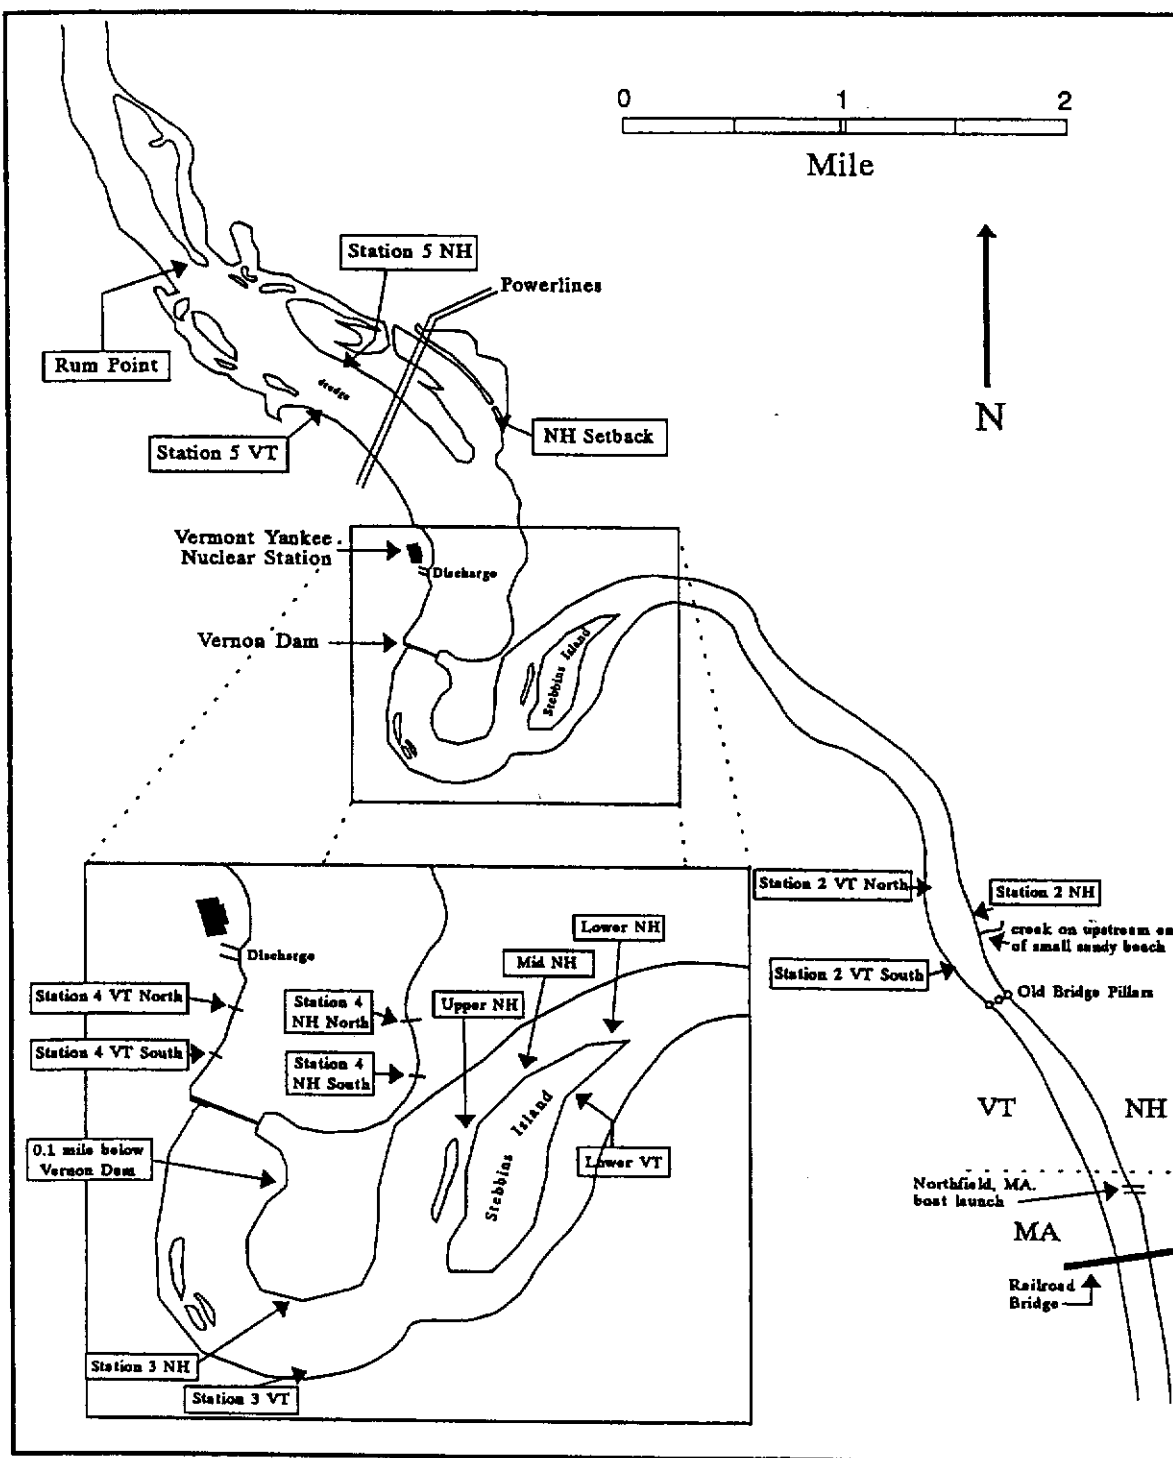 0 1 2
Mile
N
Station 5 NH
Powerlines
Rum Point
dredge
Station 5 VT
NH Setback
Vermont Yankee
Nuclear Station
Discharge
Vernon Dam
Stebbins Island
Station 2 VT North
Station 2 NH
creek on upstream en
of small sandy beach
Station 2 VT South
Old Bridge Pillars
VT
NH
Northfield, MA.
boat launch
MA
Railroad
Bridge
Lower NH
Mid NH
Upper NH
Discharge
Station 4 VT North
Station 4
NH North
Station 4 VT South
Station 4
NH South
0.1 mile below
Vernon Dam
Stebbins Island
Lower VT
Station 3 NH
Station 3 VT